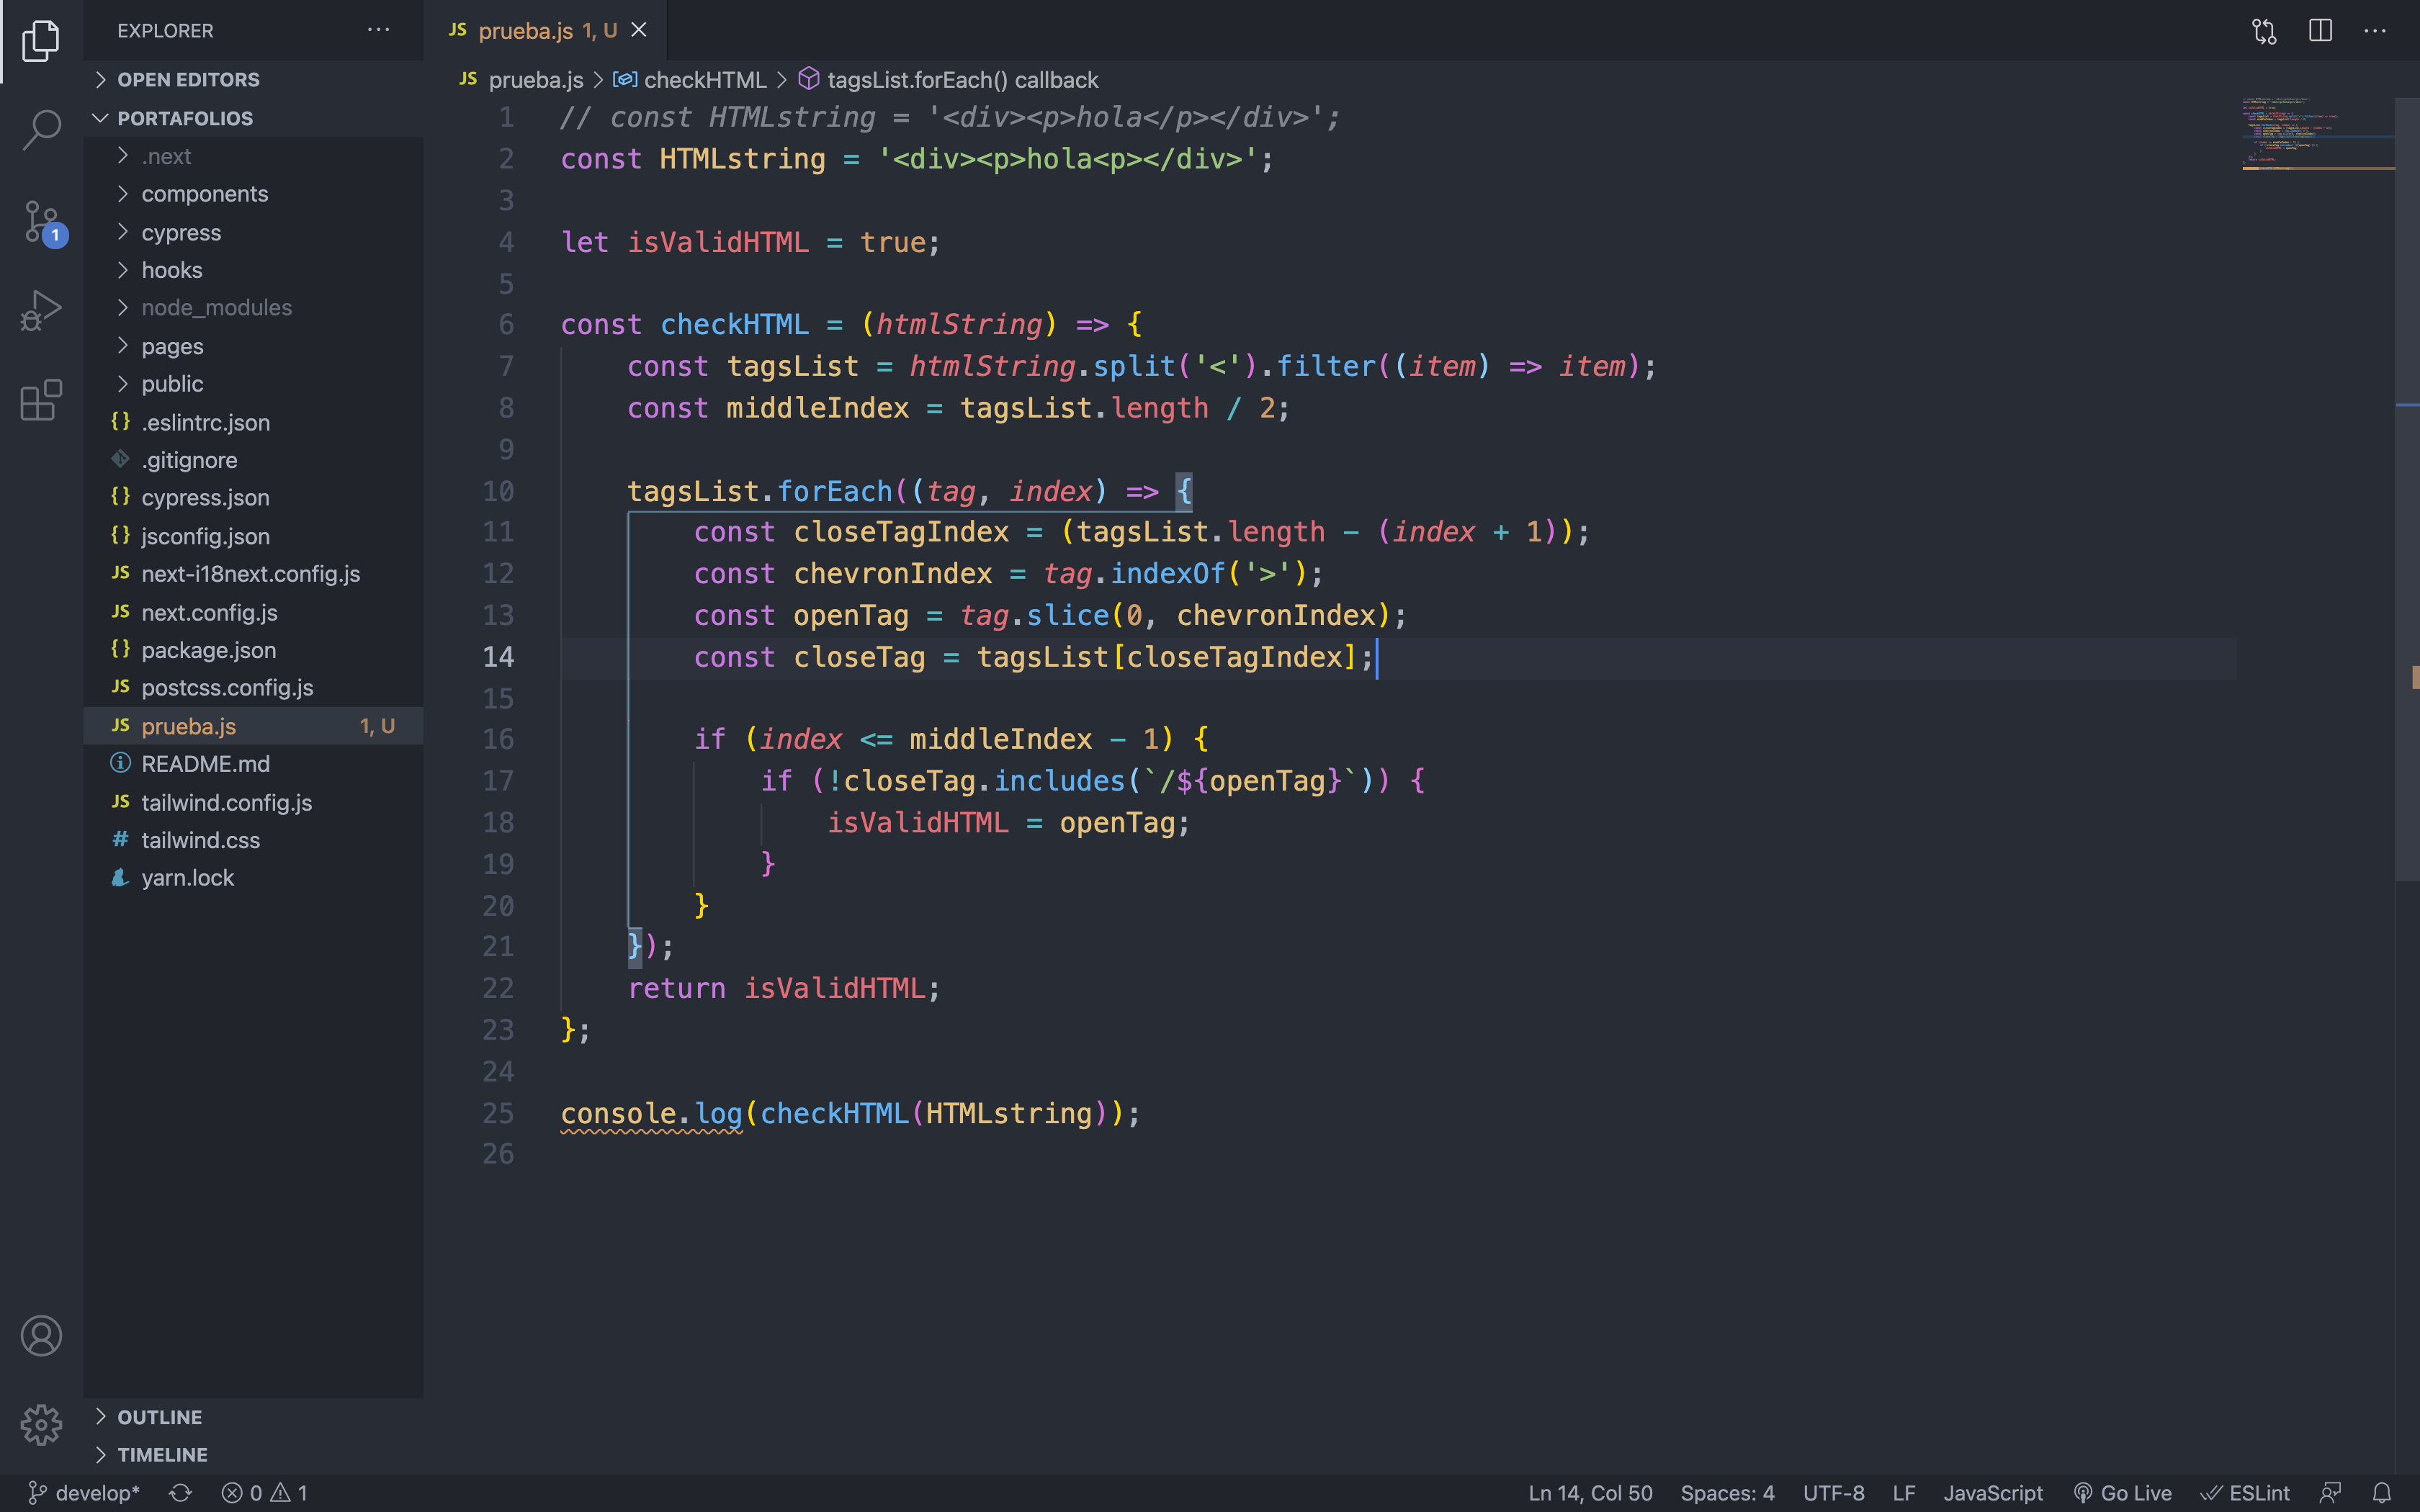 EXPLORER
OPEN EDITORS
PORTAFOLIOS
.next
components
cypress
hooks
node_modules
pages
public
{} .eslintrc.json
.gitignore
{} cypress.json
{} jsconfig.json
JS next-i18next.config.js
JS next.config.js
{} package.json
JS postcss.config.js
JS prueba.js 1, U
README.md
JS tailwind.config.js
# tailwind.css
yarn.lock
OUTLINE
TIMELINE
JS prueba.js 1, U
JS prueba.js > checkHTML > tagsList.forEach() callback
1 // const HTMLstring = '<div><p>hola</p></div>';
2 const HTMLstring = '<div><p>hola<p></div>';
3
4 let isValidHTML = true;
5
6 const checkHTML = (htmlString) => {
7 const tagsList = htmlString.split('<').filter((item) => item);
8 const middleIndex = tagsList.length / 2;
9
10 tagsList.forEach((tag, index) => {
11 const closeTagIndex = (tagsList.length - (index + 1));
12 const chevronIndex = tag.indexOf('>');
13 const openTag = tag.slice(0, chevronIndex);
14 const closeTag = tagsList[closeTagIndex];
15
16 if (index <= middleIndex - 1) {
17 if (!closeTag.includes(`/${openTag}`)) {
18 isValidHTML = openTag;
19 }
20 }
21 });
22 return isValidHTML;
23 };
24
25 console.log(checkHTML(HTMLstring));
26
1
develop* 0 1 Ln 14, Col 50 Spaces: 4 UTF-8 LF JavaScript Go Live ESLint